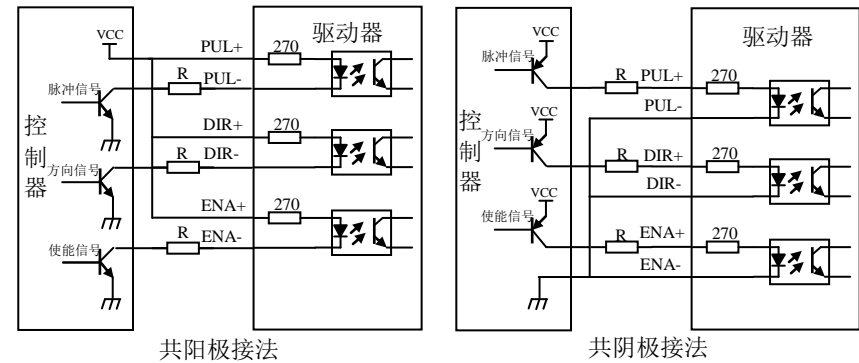 VCC
PUL+
270
驱动器
脉冲信号
R
PUL-
控制器
DIR+
270
方向信号
R
DIR-
ENA+
270
使能信号
R
ENA-
共阳极接法
VCC
驱动器
脉冲信号
R
PUL+
270
PUL-
控制器
VCC
方向信号
R
DIR+
270
DIR-
VCC
使能信号
R
ENA+
270
ENA-
共阴极接法